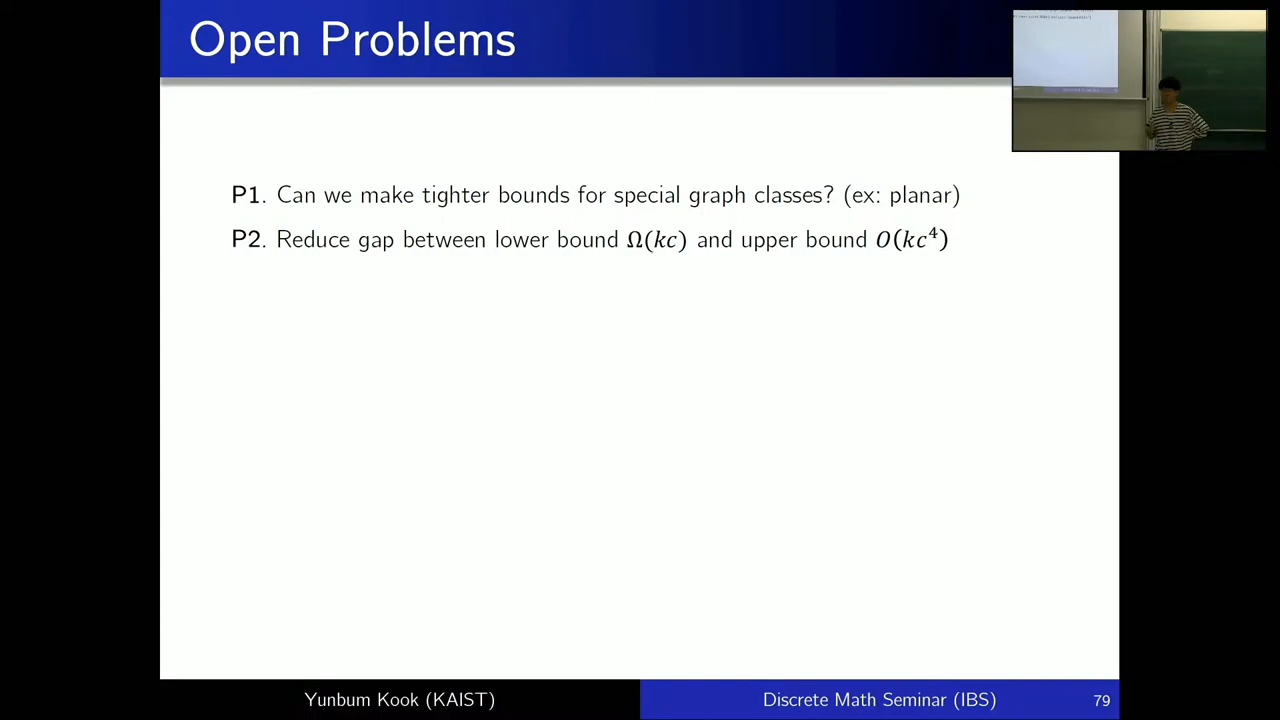 Open Problems
P1. Can we make tighter bounds for special graph classes? (ex: planar)
P2. Reduce gap between lower bound Ω(kc) and upper bound O(kc⁴)
Yunbum Kook (KAIST)
Discrete Math Seminar (IBS)
79